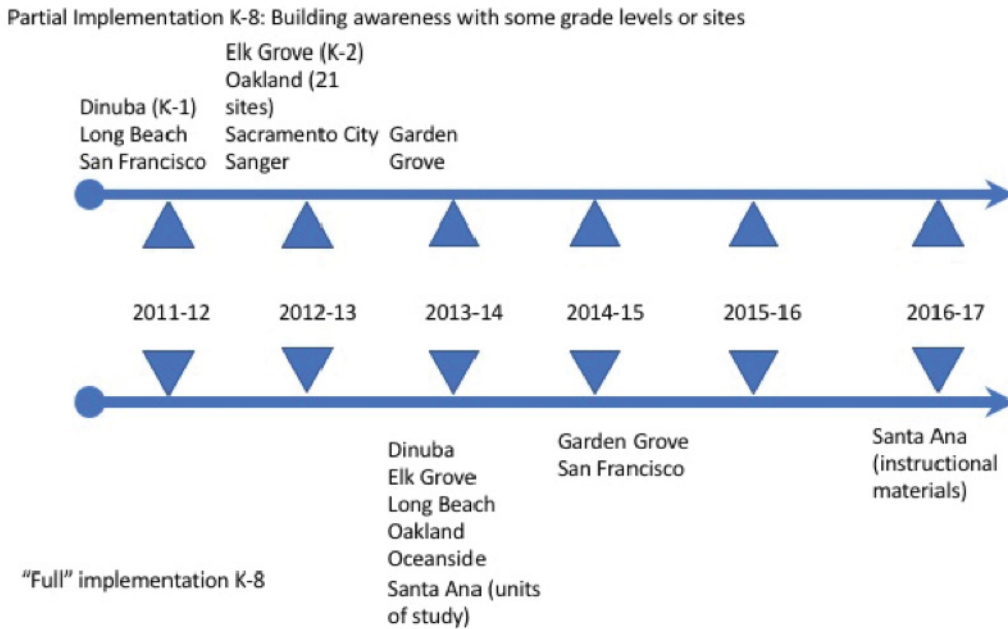 Partial Implementation K-8: Building awareness with some grade levels or sites
Dinuba (K-1)
Long Beach
San Francisco
Elk Grove (K-2)
Oakland (21
sites)
Sacramento City
Sanger
Garden
Grove
2011-12
2012-13
2013-14
2014-15
2015-16
2016-17
Dinuba
Elk Grove
Long Beach
Oakland
Oceanside
Santa Ana (units
of study)
Garden Grove
San Francisco
Santa Ana
(instructional
materials)
“Full” implementation K-8